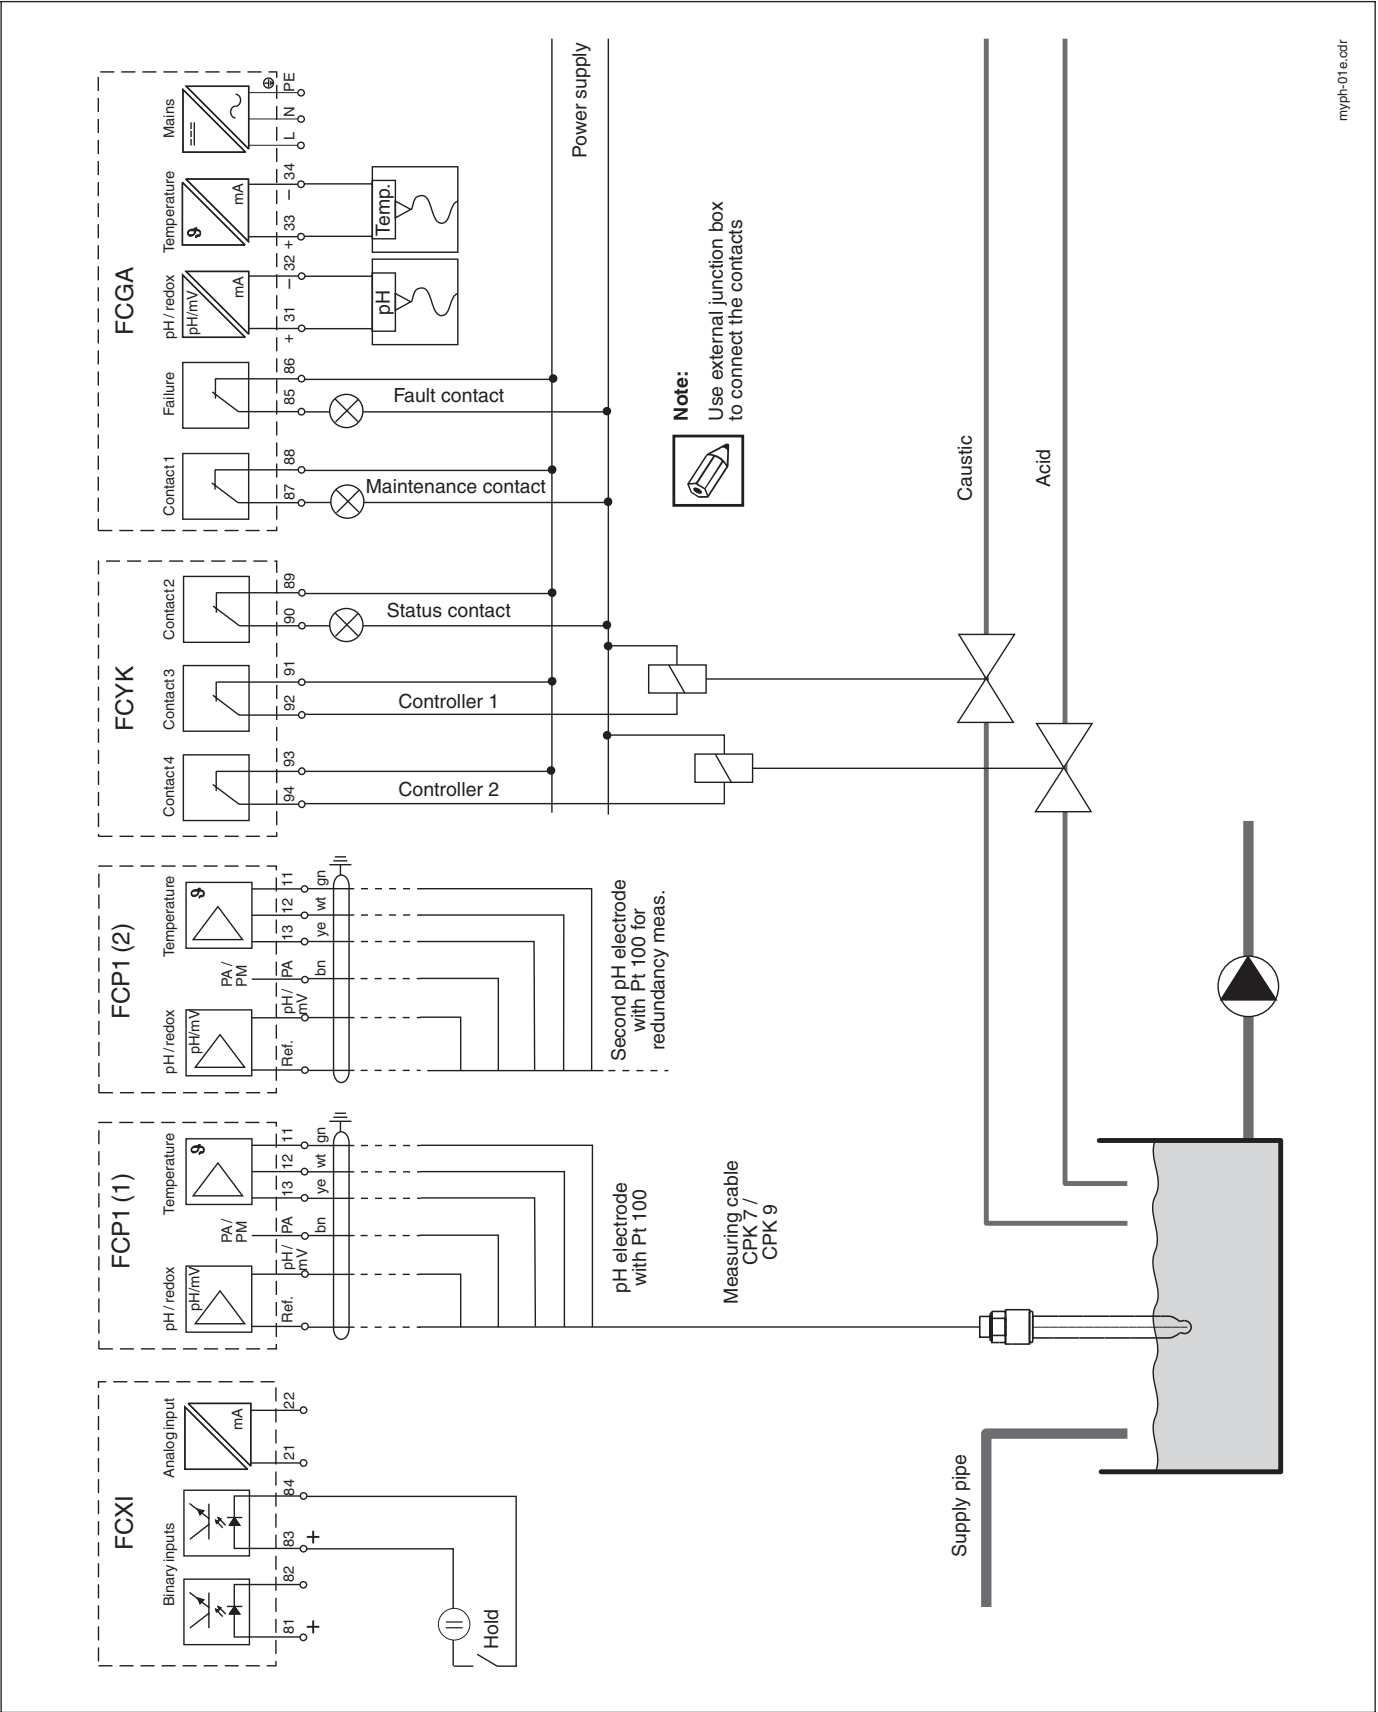 FCXI
Binary inputs
Analog input
mA
81
82
83
84
21
22
+
+
Hold
FCP1 (1)
pH / redox
pH/mV
PA /
PM
Temperature
ϑ
Ref.
pH /
mV
PA
13
12
11
bn
ye
wt
gn
pH electrode
with Pt 100
Measuring cable
CPK 7 /
CPK 9
FCP1 (2)
pH / redox
pH/mV
PA /
PM
Temperature
ϑ
Ref.
pH /
mV
PA
13
12
11
bn
ye
wt
gn
Second pH electrode
with Pt 100 for
redundancy meas.
FCYK
Contact 4
Contact 3
Contact 2
94
93
92
91
90
89
Controller 2
Controller 1
Status contact
FCGA
Contact 1
Failure
pH / redox
pH/mV
mA
Temperature
ϑ
mA
Mains
87
88
85
86
+ 31
– 32
+ 33
– 34
L
N
PE
Maintenance contact
Fault contact
pH
Temp.
Power supply
Note:
Use external junction box
to connect the contacts
Supply pipe
Caustic
Acid
myph-01e.cdr